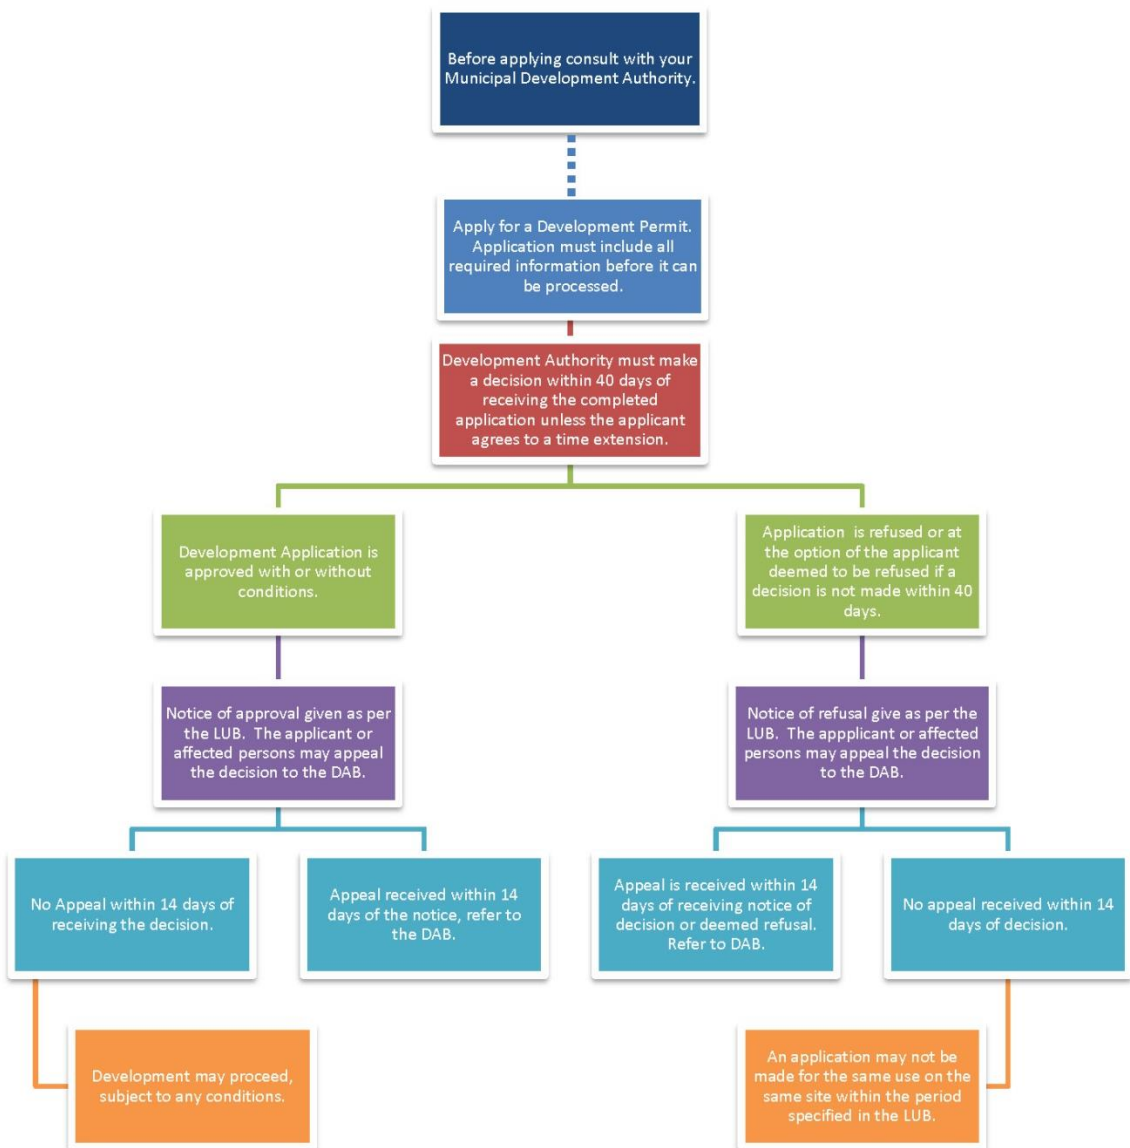 Before applying consult with your
Municipal Development Authority.
Apply for a Development Permit.
Application must include all
required information before it can
be processed.
Development Authority must make
a decision within 40 days of
receiving the completed
application unless the applicant
agrees to a time extension.
Development Application is
approved with or without
conditions.
Application is refused or at
the option of the applicant
deemed to be refused if a
decision is not made within 40
days.
Notice of approval given as per
the LUB. The applicant or
affected persons may appeal
the decision to the DAB.
Notice of refusal give as per the
LUB. The appplicant or affected
persons may appeal the decision
to the DAB.
No Appeal within 14 days of
receiving the decision.
Appeal received within 14
days of the notice, refer to
the DAB.
Appeal is received within 14
days of receiving notice of
decision or deemed refusal.
Refer to DAB.
No appeal received within 14
days of decision.
Development may proceed,
subject to any conditions.
An application may not be
made for the same use on the
same site within the period
specified in the LUB.